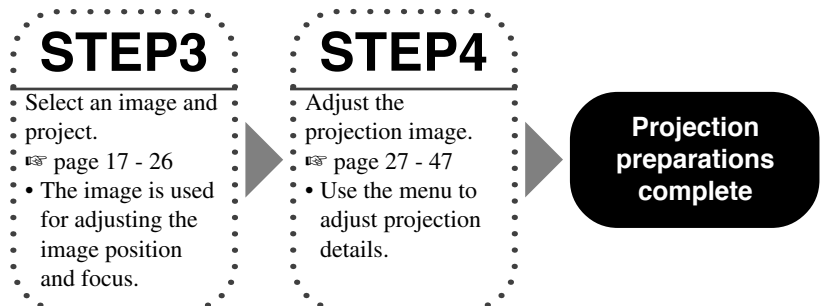 STEP3
Select an image and
project.
☞ page 17 - 26
• The image is used
for adjusting the
image position
and focus.
STEP4
Adjust the
projection image.
☞ page 27 - 47
• Use the menu to
adjust projection
details.
Projection
preparations
complete